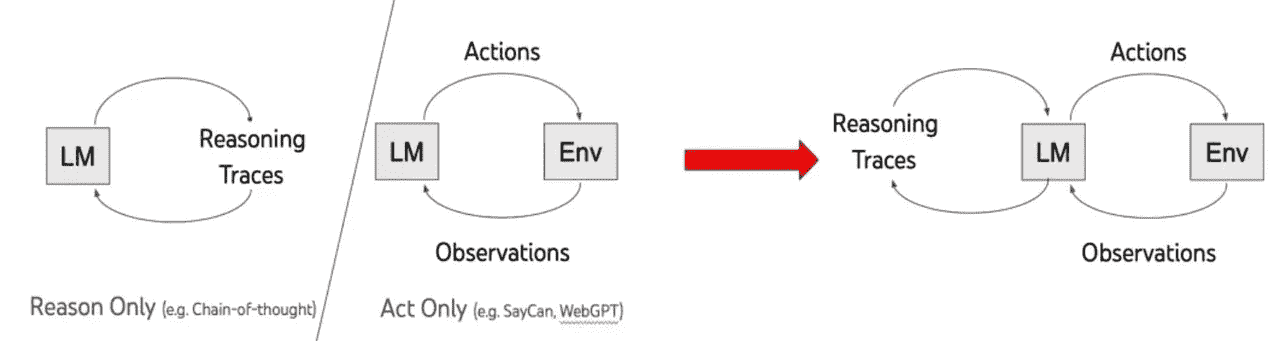 LM
Reasoning
Traces
Reason Only (e.g. Chain-of-thought)
Actions
LM
Env
Observations
Act Only (e.g. SayCan, WebGPT)
Actions
Reasoning
Traces
LM
Env
Observations